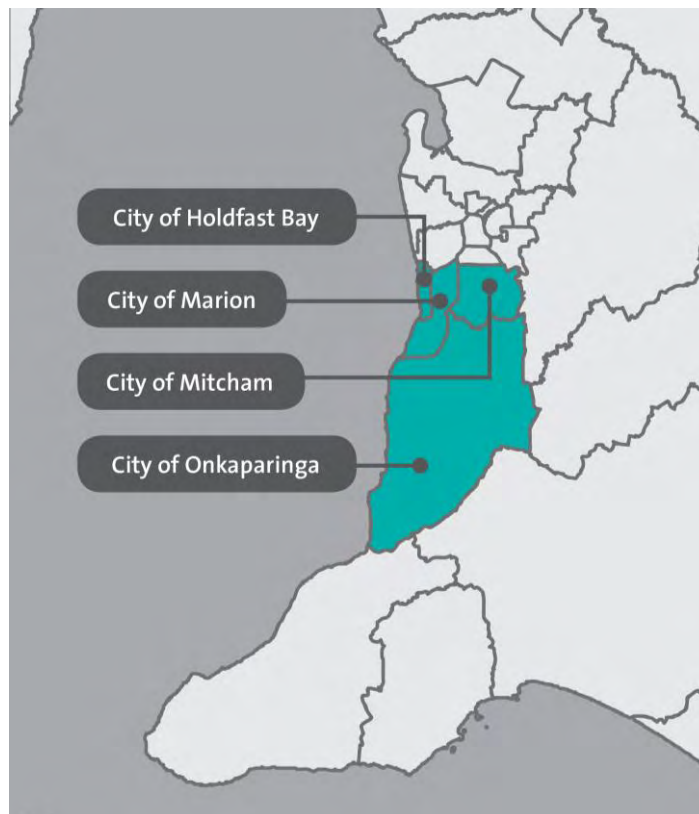 City of Holdfast Bay
City of Marion
City of Mitcham
City of Onkaparinga